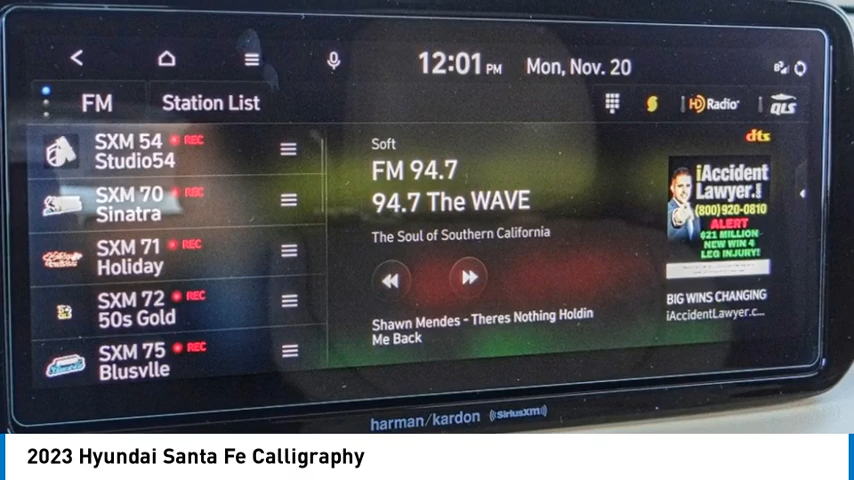 12:01 PM Mon, Nov. 20
FM Station List
HD Radio QLS
SXM 54 REC
Studio54
SXM 70 REC
Sinatra
SXM 71 REC
Holiday
SXM 72 REC
50s Gold
SXM 75 REC
Blusvlle
Soft
FM 94.7
94.7 The WAVE
The Soul of Southern California
Shawn Mendes - Theres Nothing Holdin
Me Back
dts
iAccident
Lawyer.
(800) 920-0810
ALERT
$21 MILLION
NEW WIN 4
LEG INJURY!
BIG WINS CHANGING
iAccidentLawyer.c...
harman/kardon SiriusXM
2023 Hyundai Santa Fe Calligraphy